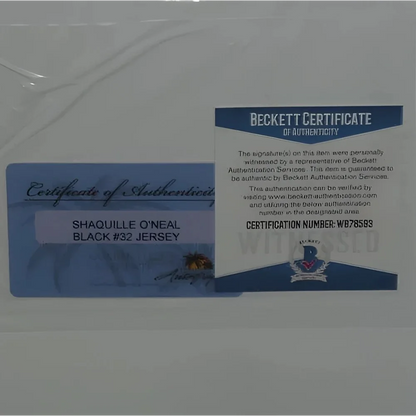 Certificate of Authenticity
SHAQUILLE O'NEAL
BLACK #32 JERSEY
BECKETT CERTIFICATE
OF AUTHENTICITY
The signature(s) on this item were personally
witnessed by a representative of Beckett
Authentication Services. This item is guaranteed to
be authentic by Beckett Authentication Services.
This authentication can be verified by
visiting www.beckett-authentication.com
and utilizing the below authentication
number in the designated area.
CERTIFICATION NUMBER: WB78583
WITNESSED
BECKETT